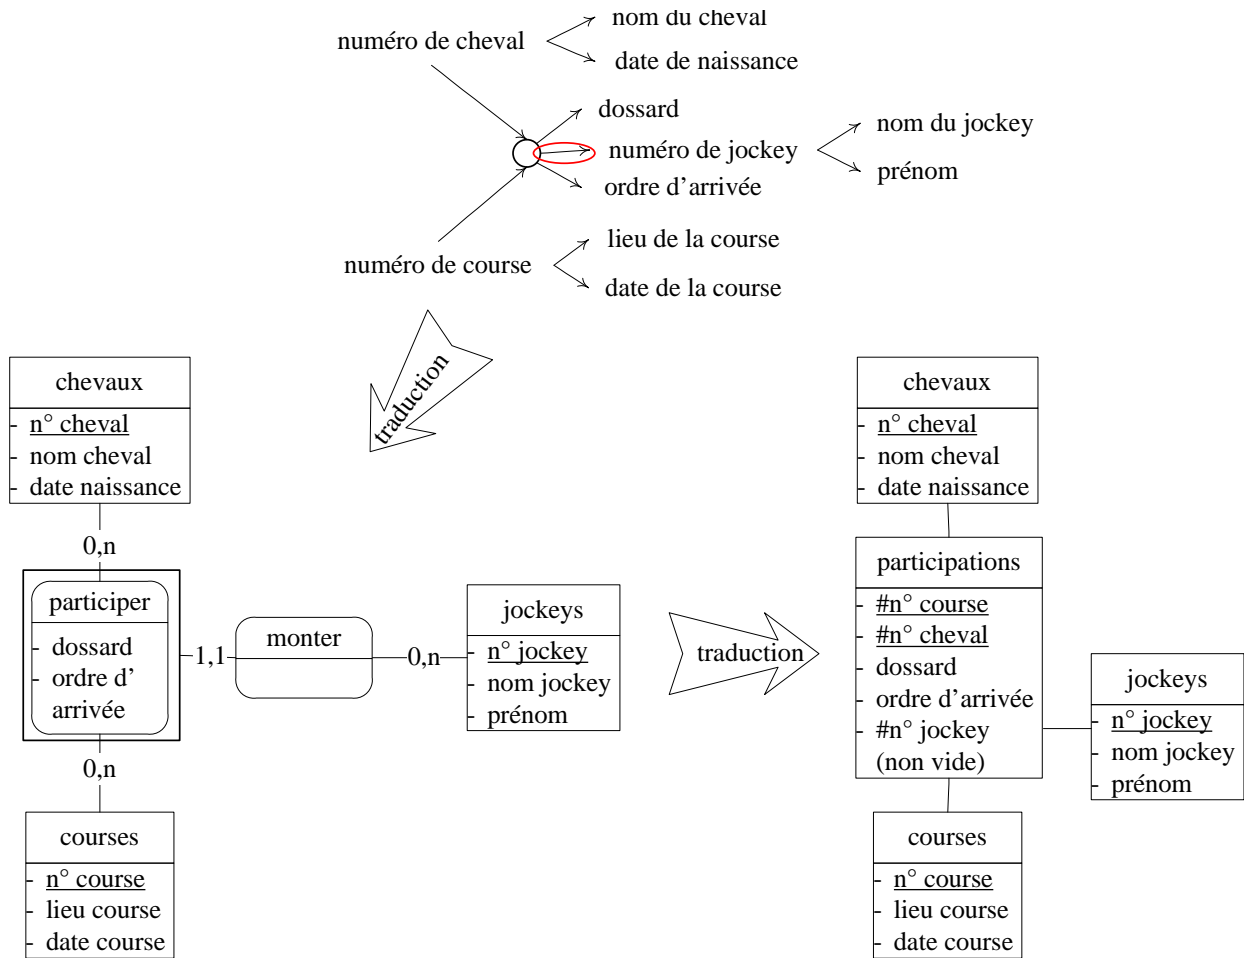 nom du cheval
numéro de cheval
date de naissance
dossard
nom du jockey
numéro de jockey
prénom
ordre d’arrivée
lieu de la course
numéro de course
date de la course
traduction
chevaux
- n° cheval
- nom cheval
- date naissance
0,n
participer
- dossard
- ordre d’
arrivée
1,1
monter
0,n
jockeys
- n° jockey
- nom jockey
- prénom
0,n
courses
- n° course
- lieu course
- date course
traduction
chevaux
- n° cheval
- nom cheval
- date naissance
participations
- #n° course
- #n° cheval
- dossard
- ordre d’arrivée
- #n° jockey
(non vide)
jockeys
- n° jockey
- nom jockey
- prénom
courses
- n° course
- lieu course
- date course